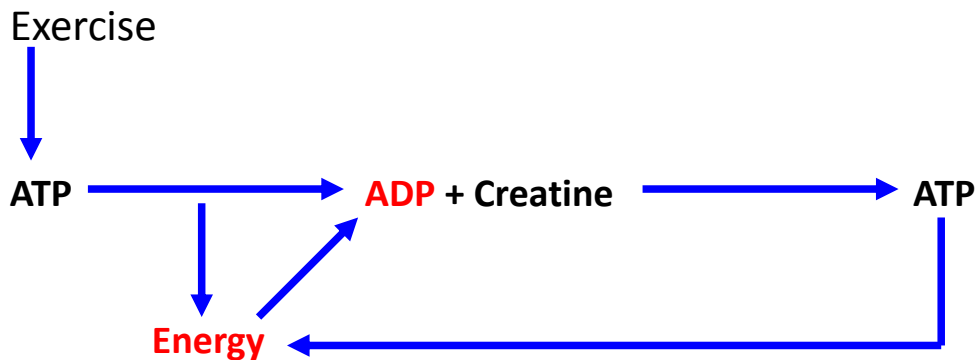 Exercise
ATP ADP + Creatine ATP
Energy